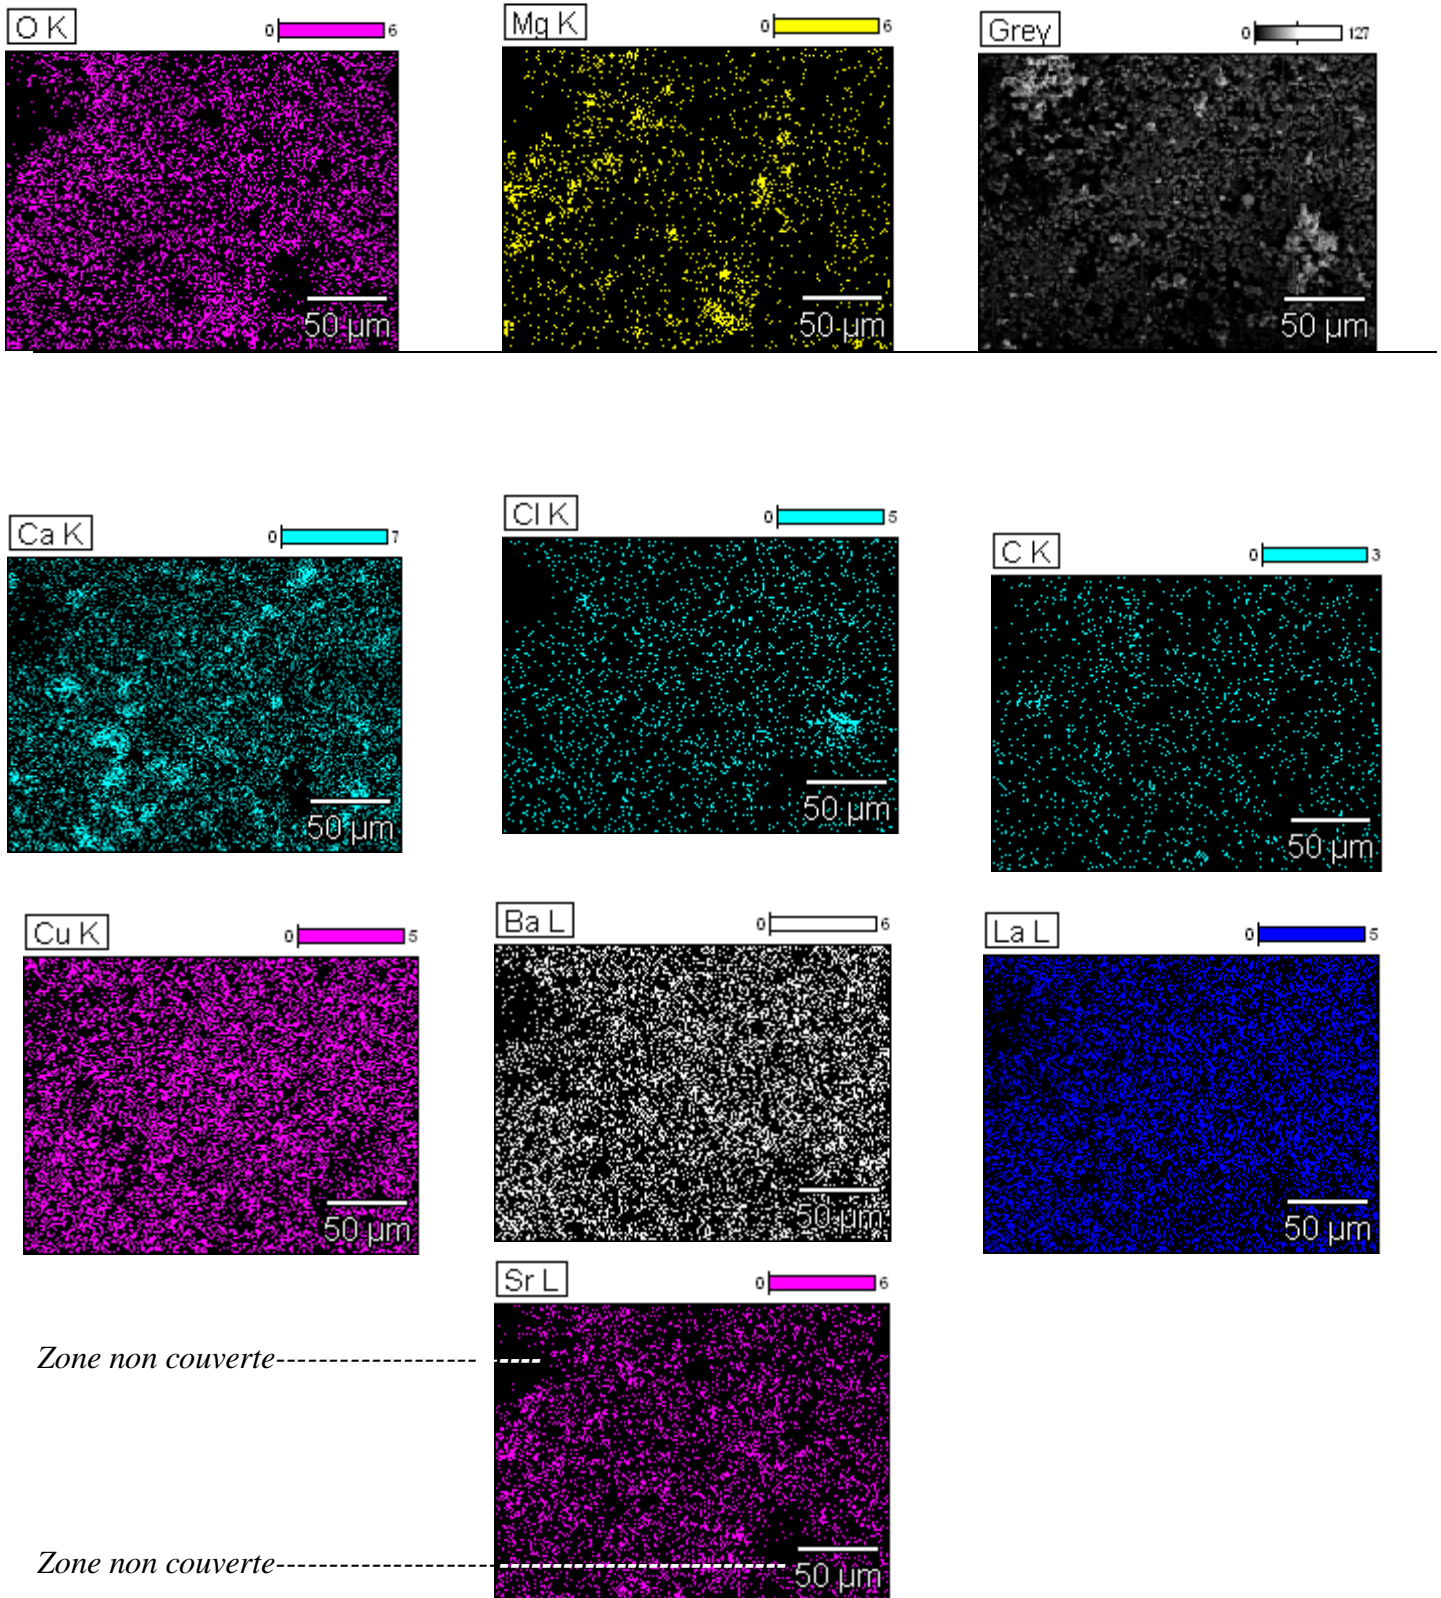 O K
0 6
50 µm
Mg K
0 6
50 µm
Grey
0 127
50 µm
Ca K
0 7
50 µm
Cl K
0 5
50 µm
C K
0 3
50 µm
Cu K
0 5
50 µm
Ba L
0 6
50 µm
La L
0 5
50 µm
Sr L
0 6
Zone non couverte--------------------
Zone non couverte--------------------
50 µm